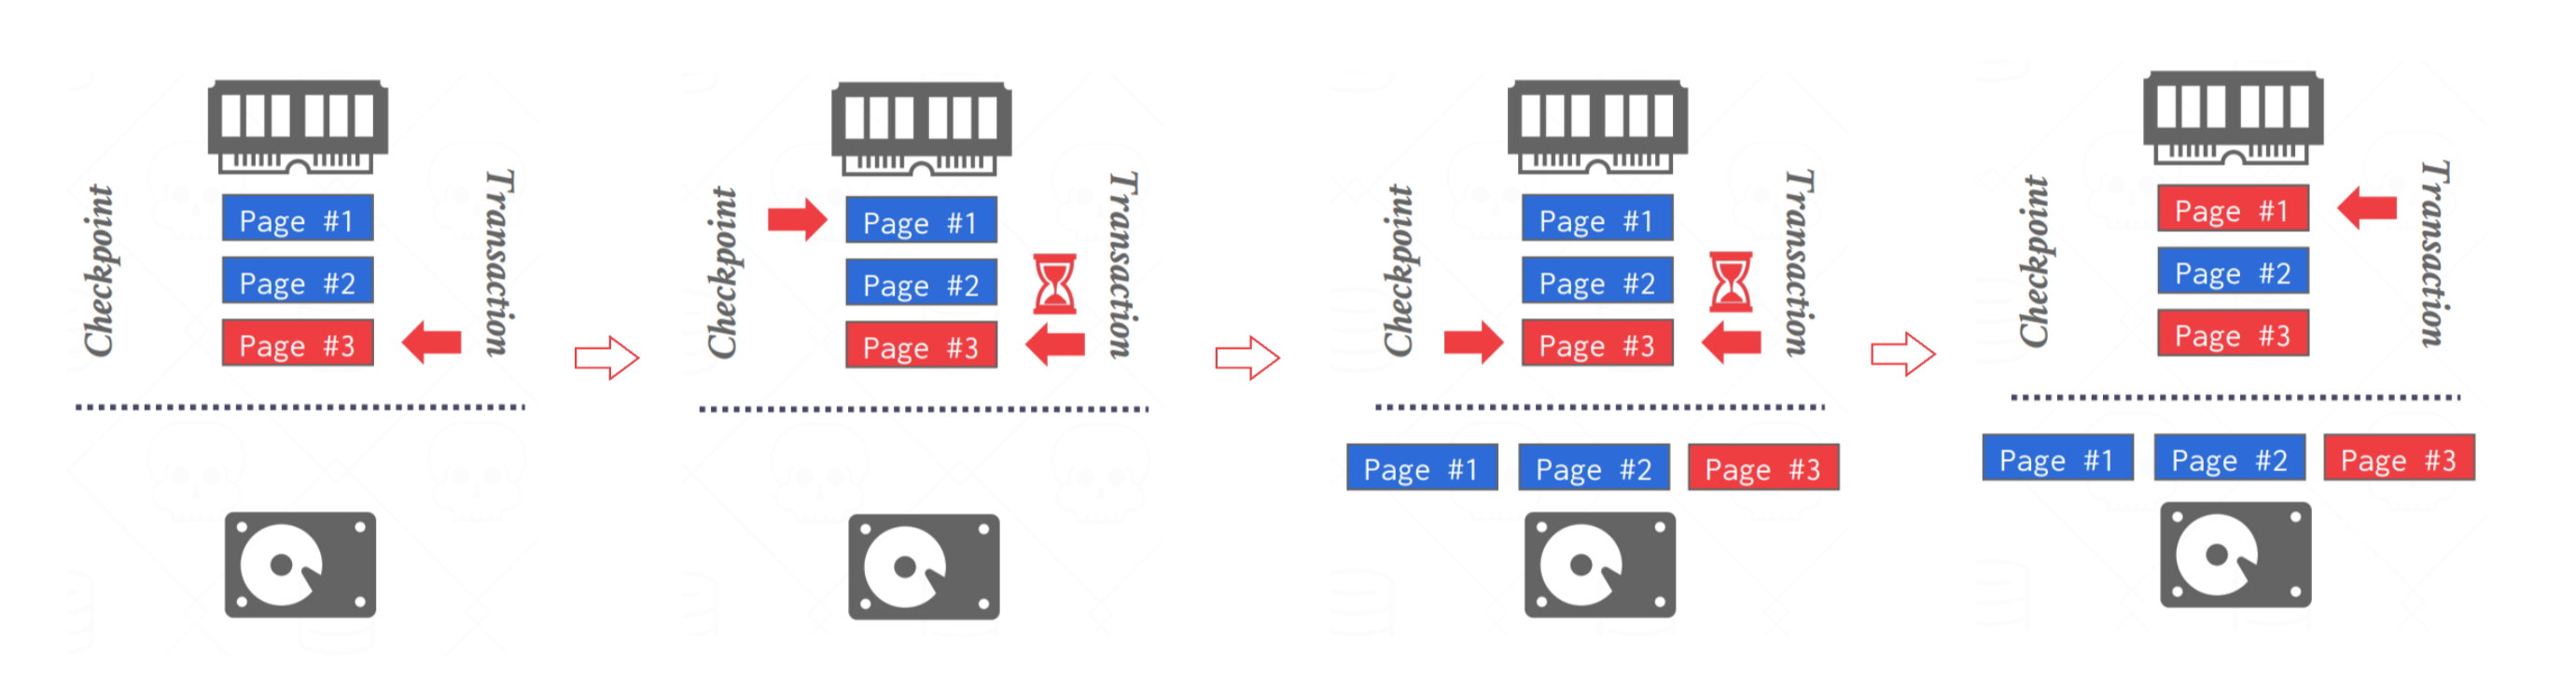 Checkpoint
Page #1
Page #2
Page #3
Transaction
Checkpoint
Page #1
Page #2
Page #3
Transaction
Checkpoint
Page #1
Page #2
Page #3
Transaction
Page #1 Page #2 Page #3
Checkpoint
Page #1
Page #2
Page #3
Transaction
Page #1 Page #2 Page #3